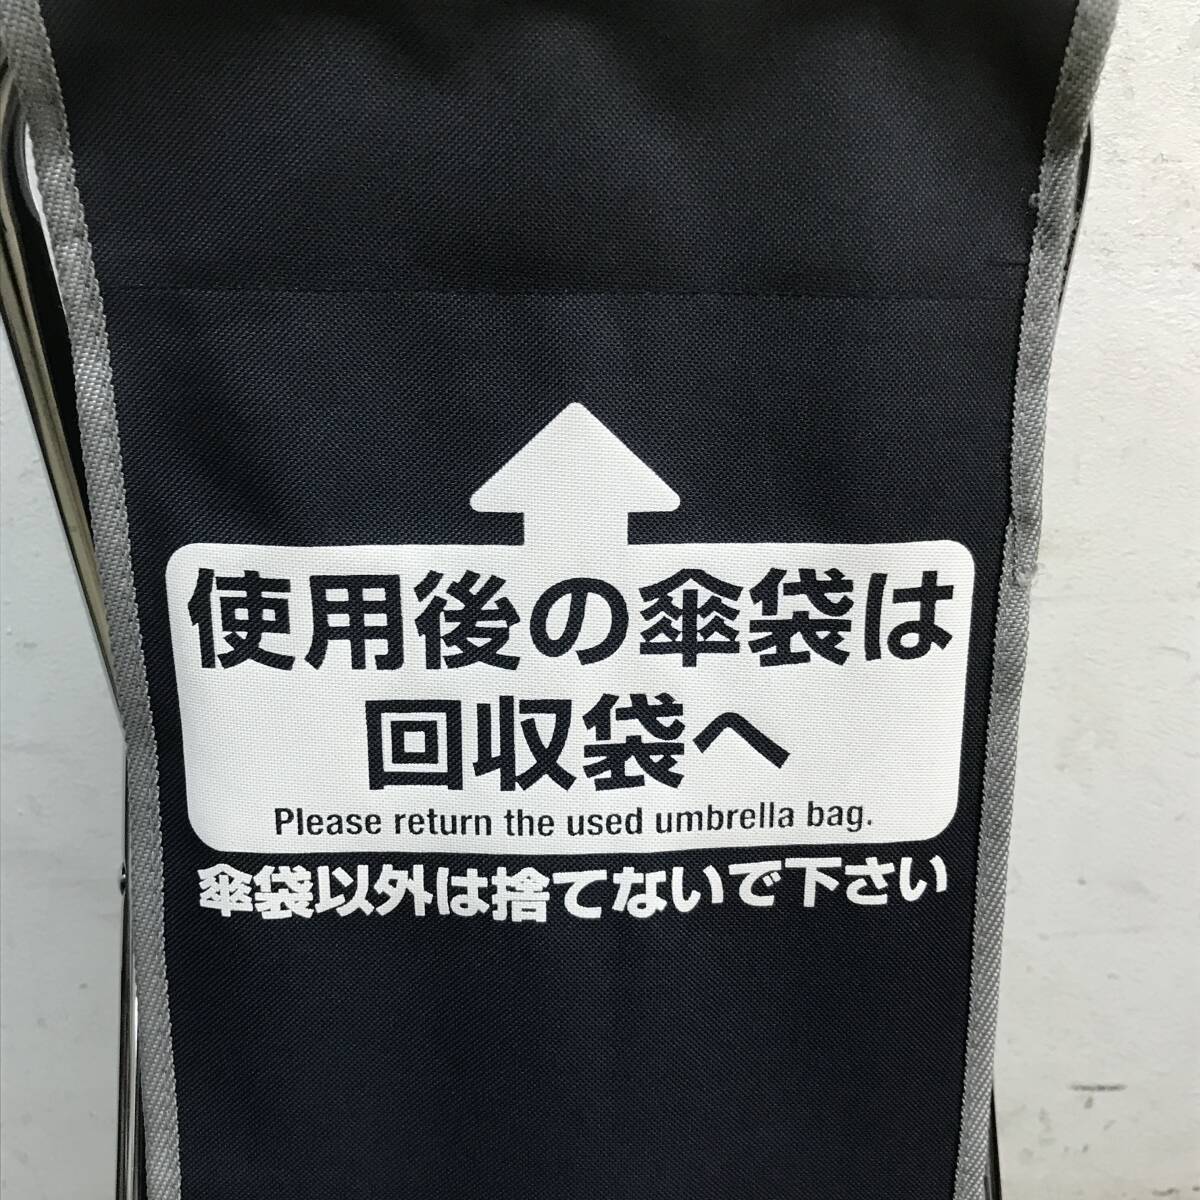 使用後の傘袋は
回収袋へ
Please return the used umbrella bag.
傘袋以外は捨てないで下さい